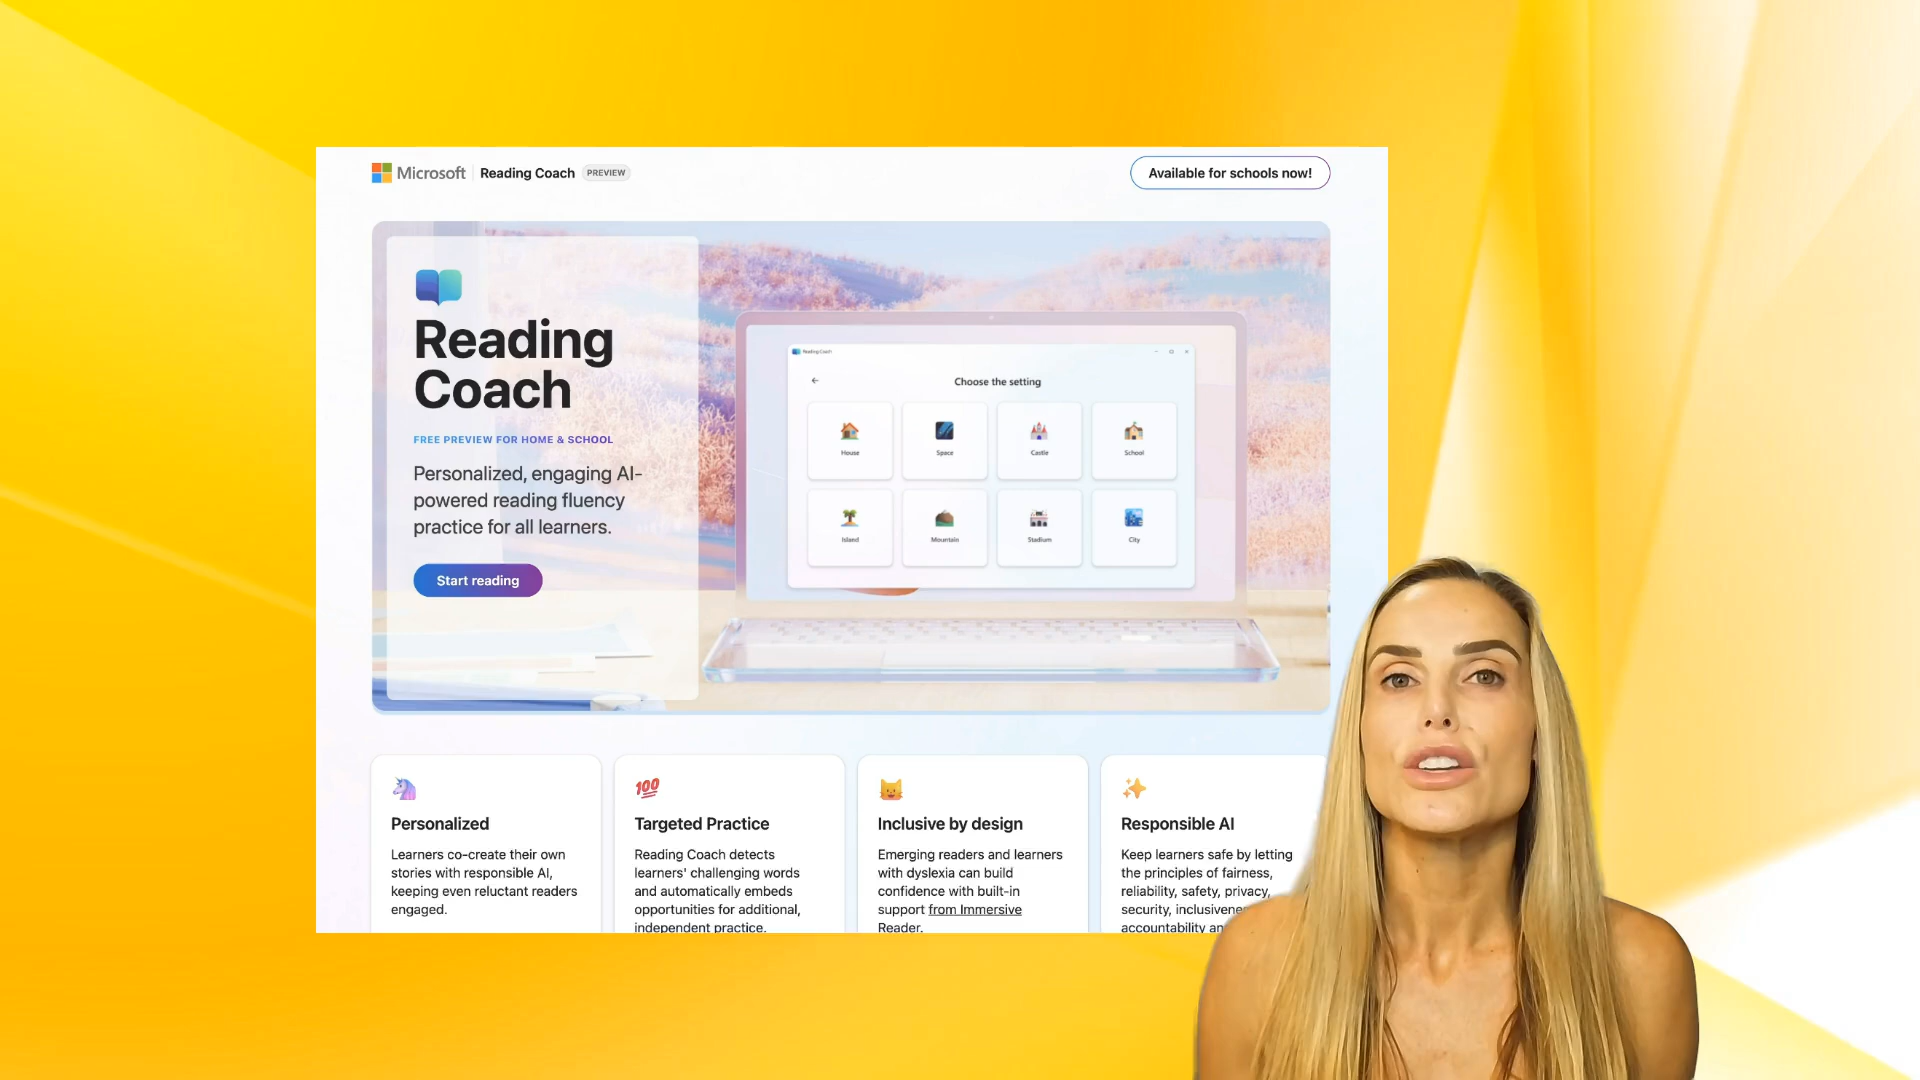 Microsoft
Reading Coach
PREVIEW
Available for schools now!
Reading
Coach
FREE PREVIEW FOR HOME & SCHOOL
Personalized, engaging AI-
powered reading fluency
practice for all learners.
Start reading
Reading Coach
Choose the setting
House
Space
Castle
School
Island
Mountain
Stadium
City
100
Personalized
Learners co-create their own
stories with responsible AI,
keeping even reluctant readers
engaged.
Targeted Practice
Reading Coach detects
learners' challenging words
and automatically embeds
opportunities for additional,
independent practice.
Inclusive by design
Emerging readers and learners
with dyslexia can build
confidence with built-in
support from Immersive
Reader.
Responsible AI
Keep learners safe by letting
the principles of fairness,
reliability, safety, privacy,
security,
accountability